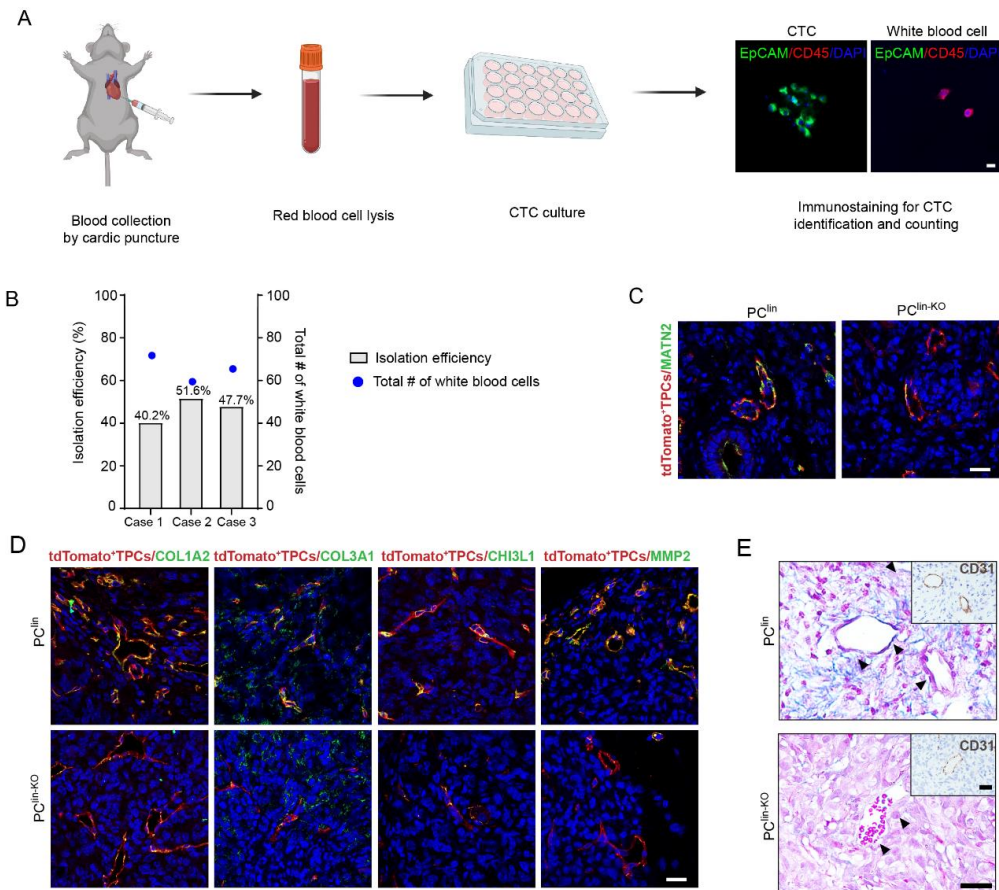 A
Blood collection
by cardic puncture
Red blood cell lysis
CTC culture
CTC
EpCAM/CD45/DAPI
White blood cell
EpCAM/CD45/DAPI
Immunostaining for CTC
identification and counting
B
Isolation efficiency (%)
100
80
60
40
20
0
40.2%
51.6%
47.7%
Case 1
Case 2
Case 3
100
80
60
40
20
0
Total # of white
blood cells
Isolation efficiency
Total # of white blood cells
C
PC^lin
PC^lin-KO
tdTomato⁺TPCs/MATN2
D
tdTomato⁺TPCs/COL1A2
tdTomato⁺TPCs/COL3A1
tdTomato⁺TPCs/CHI3L1
tdTomato⁺TPCs/MMP2
PC^lin
PC^lin-KO
E
PC^lin
CD31
PC^lin-KO
CD31